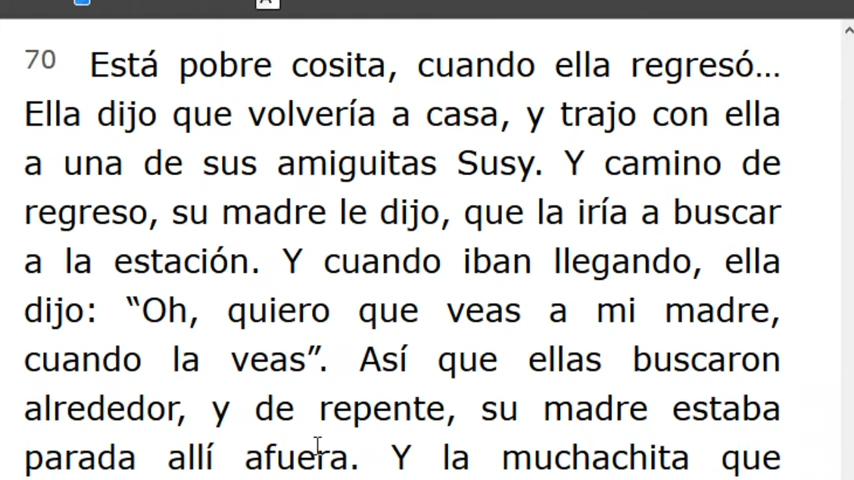 70 Está pobre cosita, cuando ella regresó...
Ella dijo que volvería a casa, y trajo con ella
a una de sus amiguitas Susy. Y camino de
regreso, su madre le dijo, que la iría a buscar
a la estación. Y cuando iban llegando, ella
dijo: “Oh, quiero que veas a mi madre,
cuando la veas”. Así que ellas buscaron
alrededor, y de repente, su madre estaba
parada allí afuera. Y la muchachita que